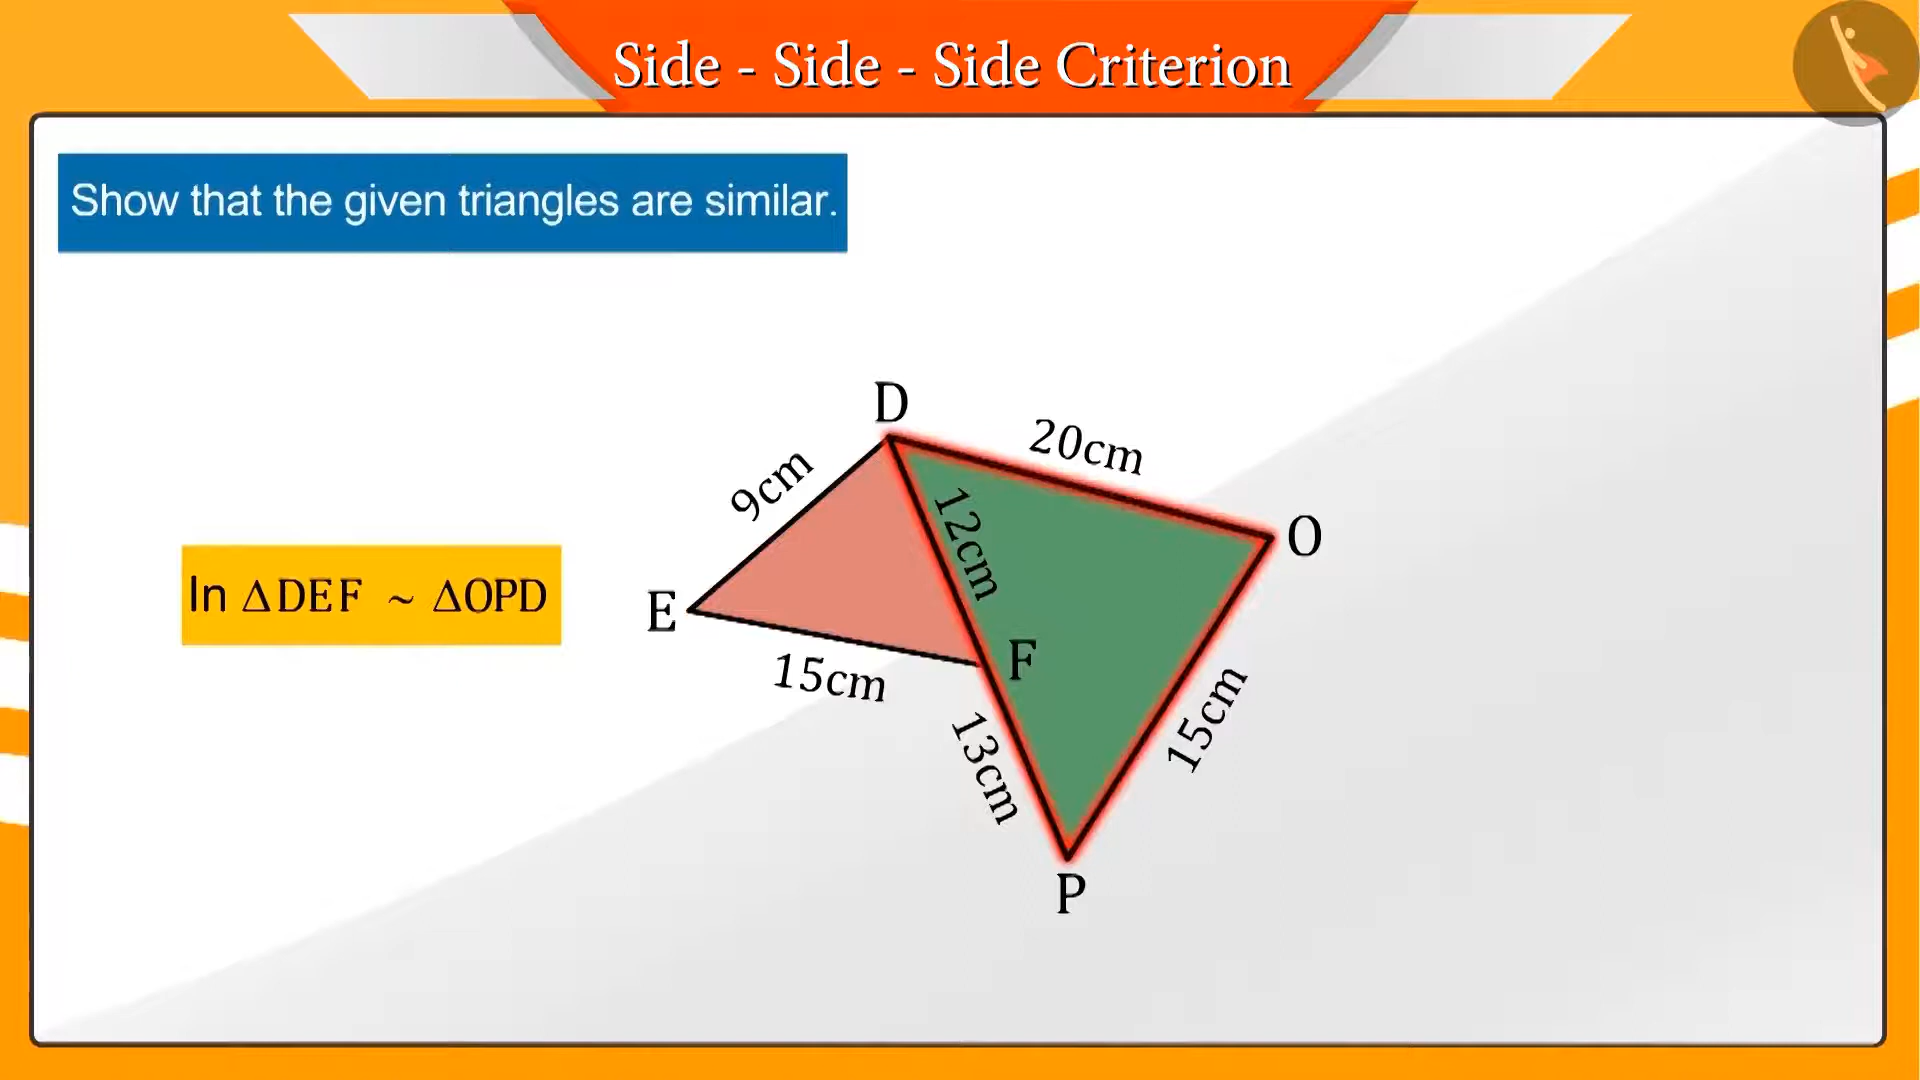 Side - Side - Side Criterion
Show that the given triangles are similar.
D
20cm
9cm
12cm
O
In ΔDEF ~ ΔOPD
E
F
15cm
15cm
13cm
P